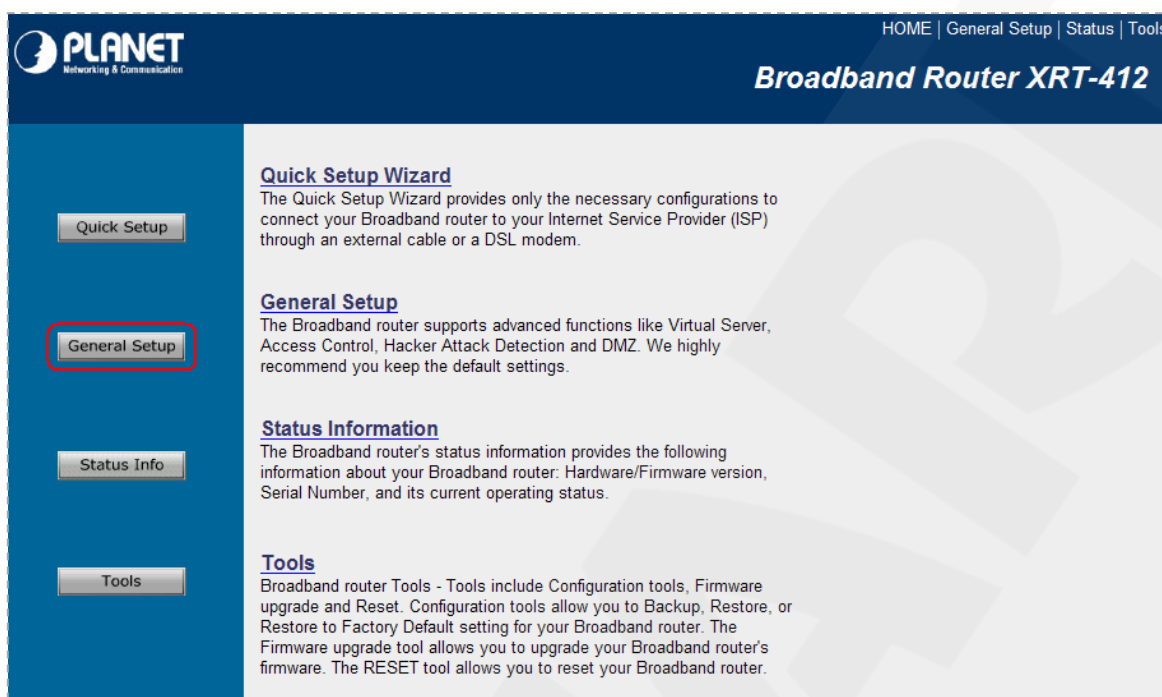 PLANET
Networking & Communication
HOME | General Setup | Status | Tools
Broadband Router XRT-412
Quick Setup
General Setup
Status Info
Tools
Quick Setup Wizard
The Quick Setup Wizard provides only the necessary configurations to
connect your Broadband router to your Internet Service Provider (ISP)
through an external cable or a DSL modem.
General Setup
The Broadband router supports advanced functions like Virtual Server,
Access Control, Hacker Attack Detection and DMZ. We highly
recommend you keep the default settings.
Status Information
The Broadband router's status information provides the following
information about your Broadband router: Hardware/Firmware version,
Serial Number, and its current operating status.
Tools
Broadband router Tools - Tools include Configuration tools, Firmware
upgrade and Reset. Configuration tools allow you to Backup, Restore, or
Restore to Factory Default setting for your Broadband router. The
Firmware upgrade tool allows you to upgrade your Broadband router's
firmware. The RESET tool allows you to reset your Broadband router.